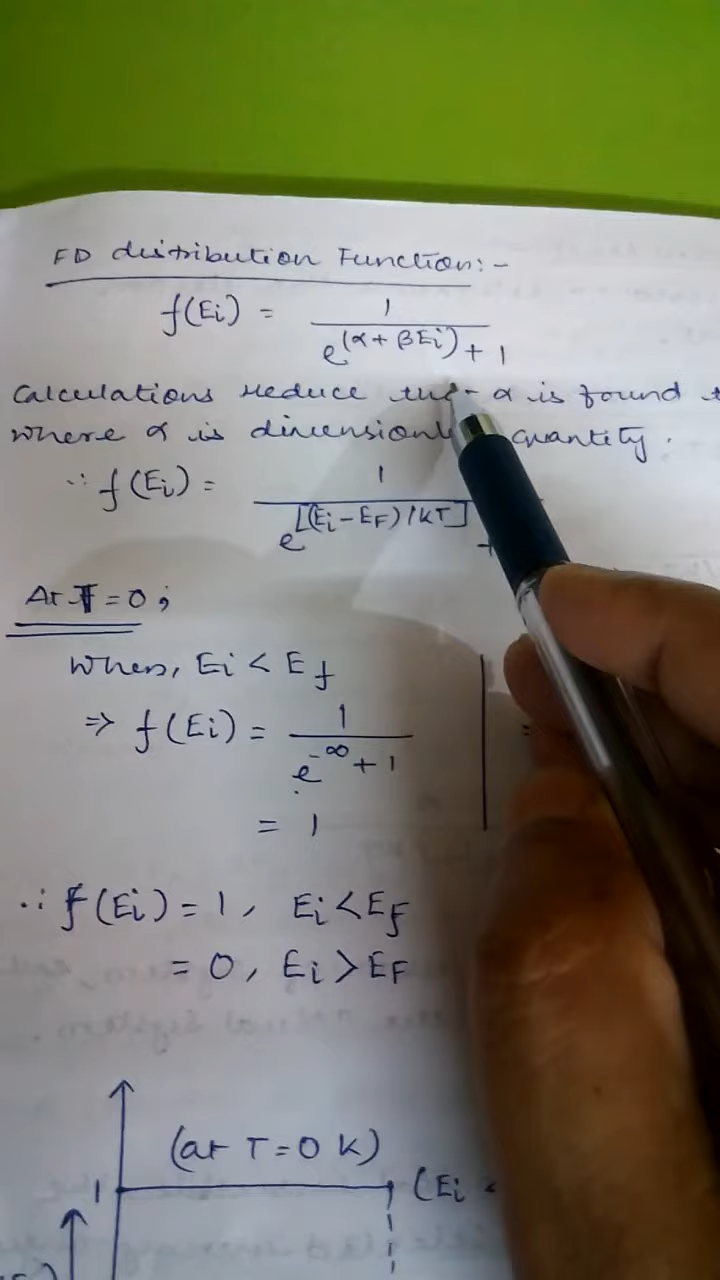 FD distribution Function:-
f(Ei) = 1 / e^(α + βEi) + 1
Calculations reduce α is found
where α is quantity.
∴ f(Ei) = 1 / e^[(Ei-EF)/kT] +
At T=0;
When, Ei < Ef
⇒ f(Ei) = 1 / e^-∞ + 1
= 1
∴ f(Ei) = 1, Ei < Ef
= 0, Ei > EF
(at T=0 K)
1 (Ei